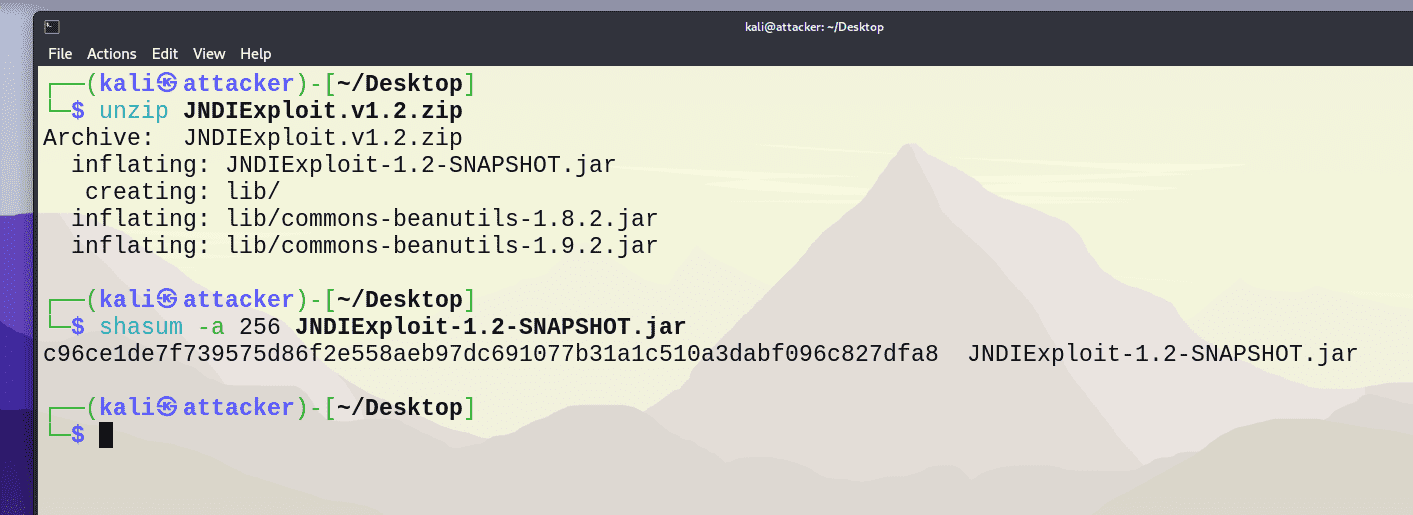 kali@attacker: ~/Desktop
File Actions Edit View Help
┌──(kali㉿attacker)-[~/Desktop]
└─$ unzip JNDIExploit.v1.2.zip
Archive:  JNDIExploit.v1.2.zip
  inflating: JNDIExploit-1.2-SNAPSHOT.jar
   creating: lib/
  inflating: lib/commons-beanutils-1.8.2.jar
  inflating: lib/commons-beanutils-1.9.2.jar
┌──(kali㉿attacker)-[~/Desktop]
└─$ shasum -a 256 JNDIExploit-1.2-SNAPSHOT.jar
c96ce1de7f739575d86f2e558aeb97dc691077b31a1c510a3dabf096c827dfa8  JNDIExploit-1.2-SNAPSHOT.jar
┌──(kali㉿attacker)-[~/Desktop]
└─$